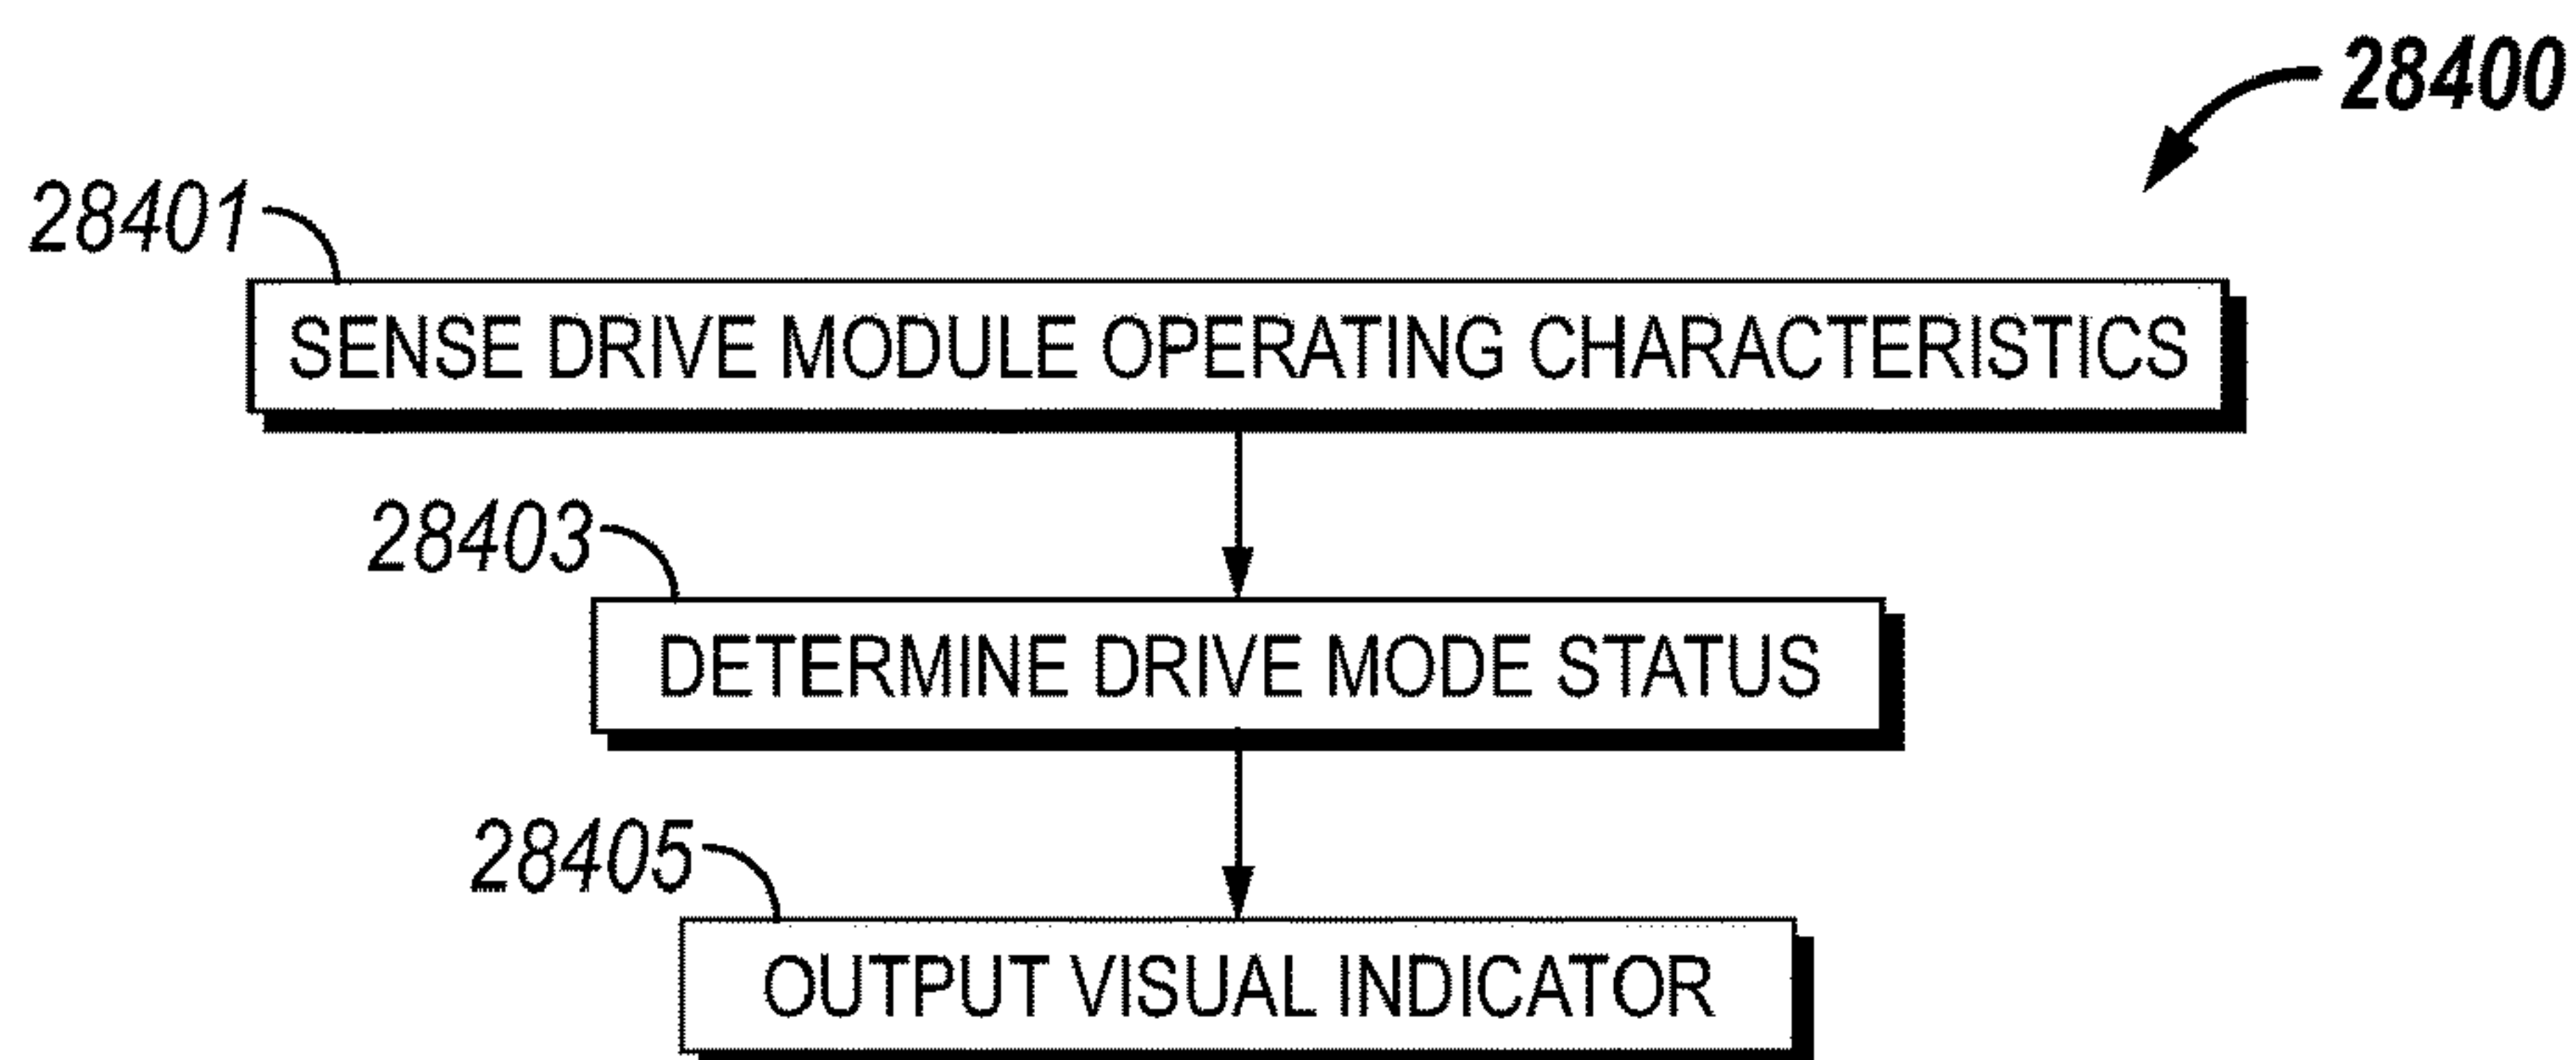 28400
28401
SENSE DRIVE MODULE OPERATING CHARACTERISTICS
28403
DETERMINE DRIVE MODE STATUS
28405
OUTPUT VISUAL INDICATOR